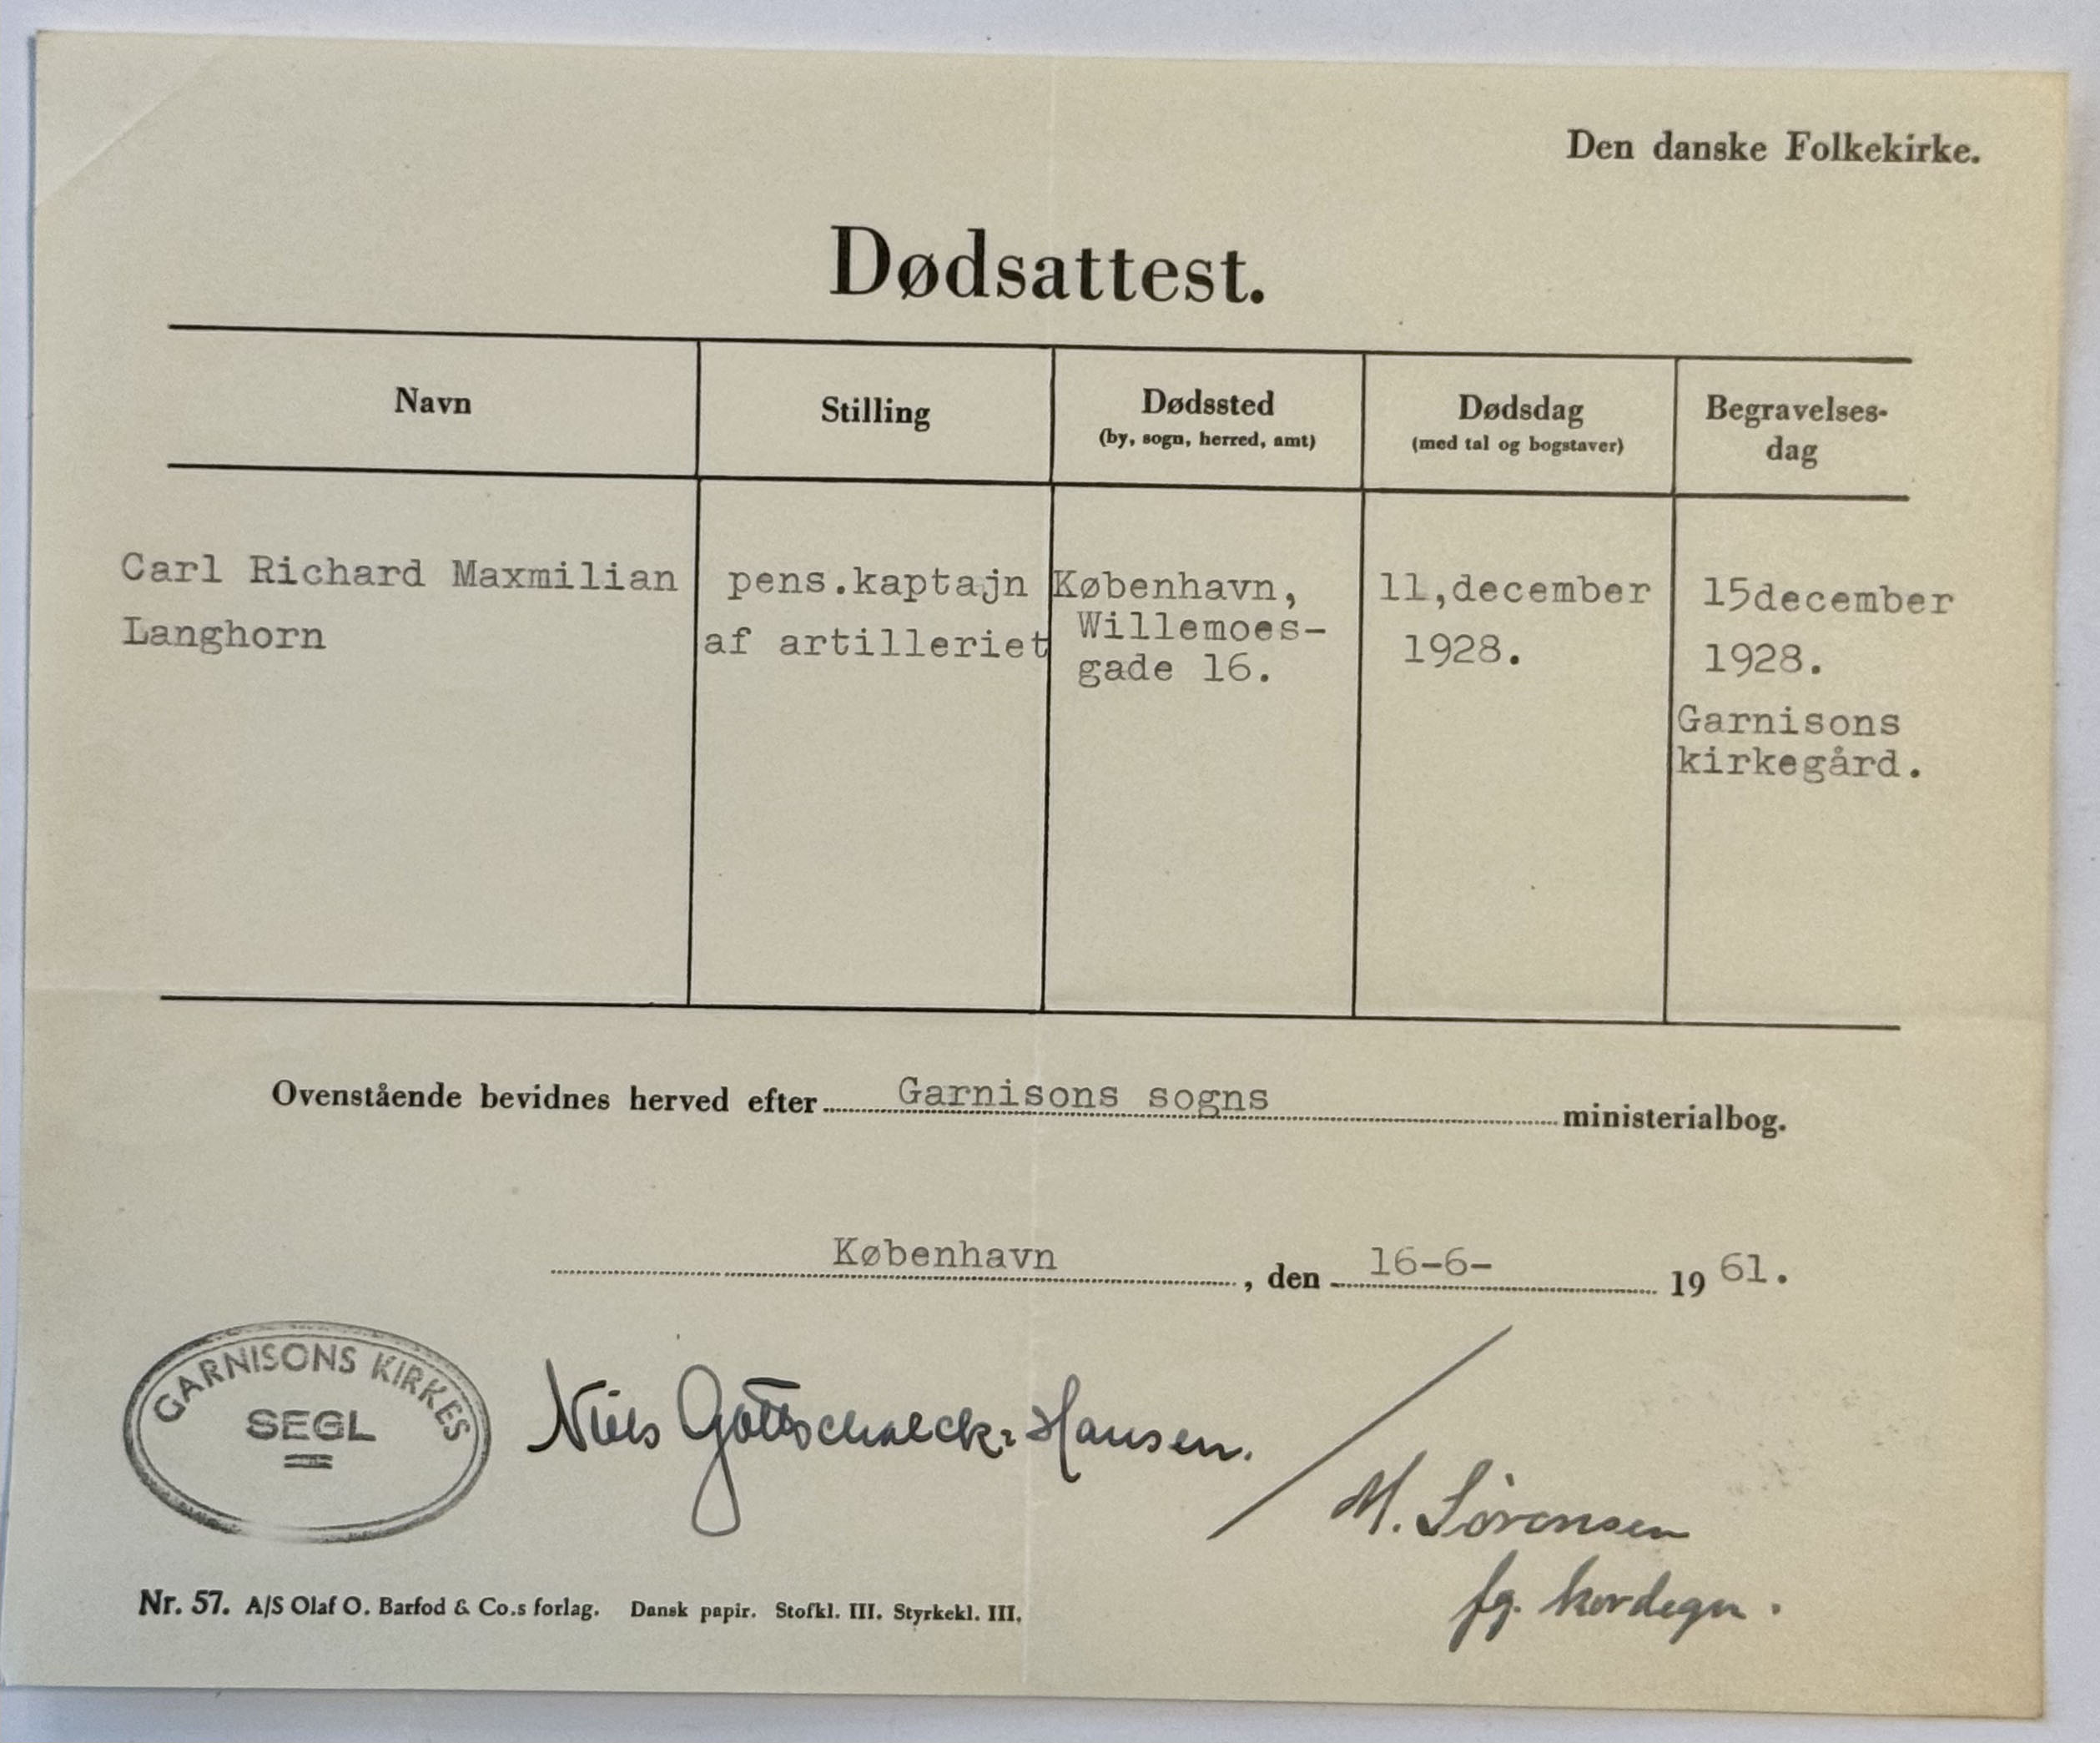 Den danske Folkekirke.
Dødsattest.
Navn
Stilling
Dødssted
(by, sogn, herred, amt)
Dødsdag
(med tal og bogstaver)
Begravelses-
dag
Carl Richard Maxmilian
Langhorn
pens.kaptajn
af artilleriet
København,
Willemoes-
gade 16.
11,december
1928.
15december
1928.
Garnisons
kirkegård.
Ovenstående bevidnes herved efter Garnisons sogns ministerialbog.
København, den 16-6- 19 61.
GARNISONS KIRKES
SEGL
Niels Gottschalck-Hansen.
M. Sørensen
fg. kordegn.
Nr. 57. A/S Olaf O. Barfod & Co.s forlag. Dansk papir. Stofkl. III. Styrkekl. III.